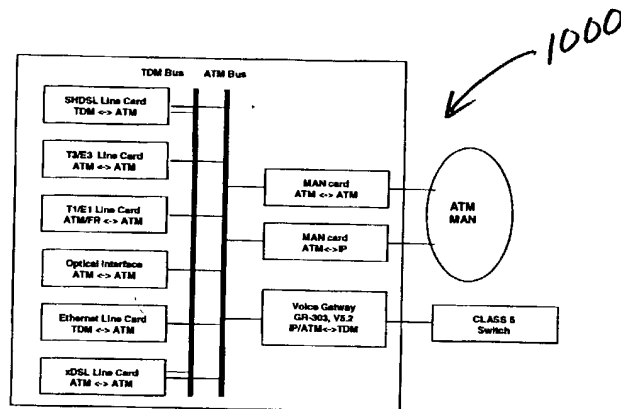 1000
TDM Bus ATM Bus
SHDSL Line Card
TDM <-> ATM
T3/E3 Line Card
ATM <-> ATM
T1/E1 Line Card
ATM/FR <-> ATM
Optical Interface
ATM <-> ATM
Ethernet Line Card
TDM <-> ATM
xDSL Line Card
ATM <-> ATM
MAN card
ATM <-> ATM
MAN card
ATM<->IP
Voice Gatway
GR-303, V5.2
IP/ATM<->TDM
ATM
MAN
CLASS 5
Switch